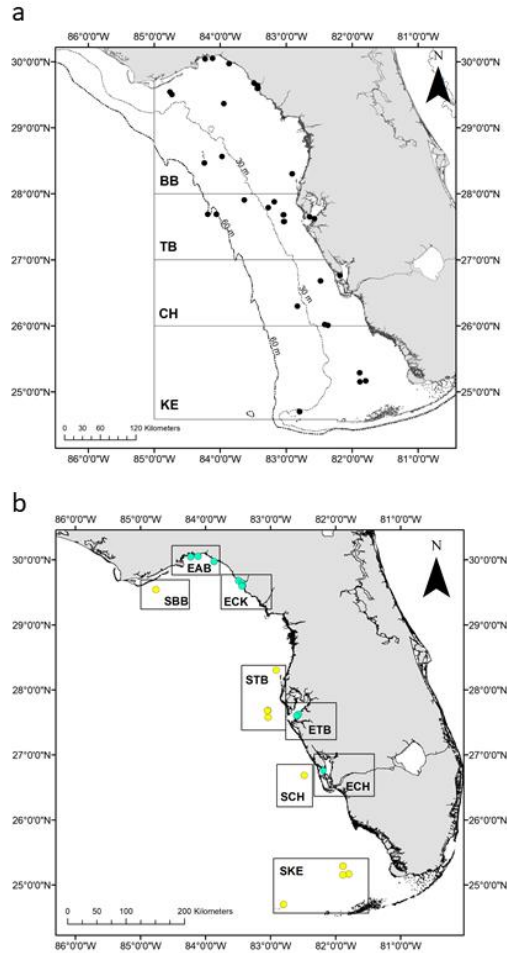 a
86°0'0"W 85°0'0"W 84°0'0"W 83°0'0"W 82°0'0"W 81°0'0"W
30°0'0"N 30°0'0"N
N
29°0'0"N 29°0'0"N
30 m
28°0'0"N BB 28°0'0"N
60 m
27°0'0"N TB 27°0'0"N
26°0'0"N CH 26°0'0"N
30 m
60 m
25°0'0"N KE 25°0'0"N
0 30 60 120 Kilometers
86°0'0"W 85°0'0"W 84°0'0"W 83°0'0"W 82°0'0"W 81°0'0"W
b
86°0'0"W 85°0'0"W 84°0'0"W 83°0'0"W 82°0'0"W 81°0'0"W
30°0'0"N EAB 30°0'0"N
N
SBB ECK
29°0'0"N 29°0'0"N
STB
28°0'0"N 28°0'0"N
ETB
27°0'0"N 27°0'0"N
SCH ECH
26°0'0"N 26°0'0"N
SKE
25°0'0"N 25°0'0"N
0 50 100 200 Kilometers
86°0'0"W 85°0'0"W 84°0'0"W 83°0'0"W 82°0'0"W 81°0'0"W